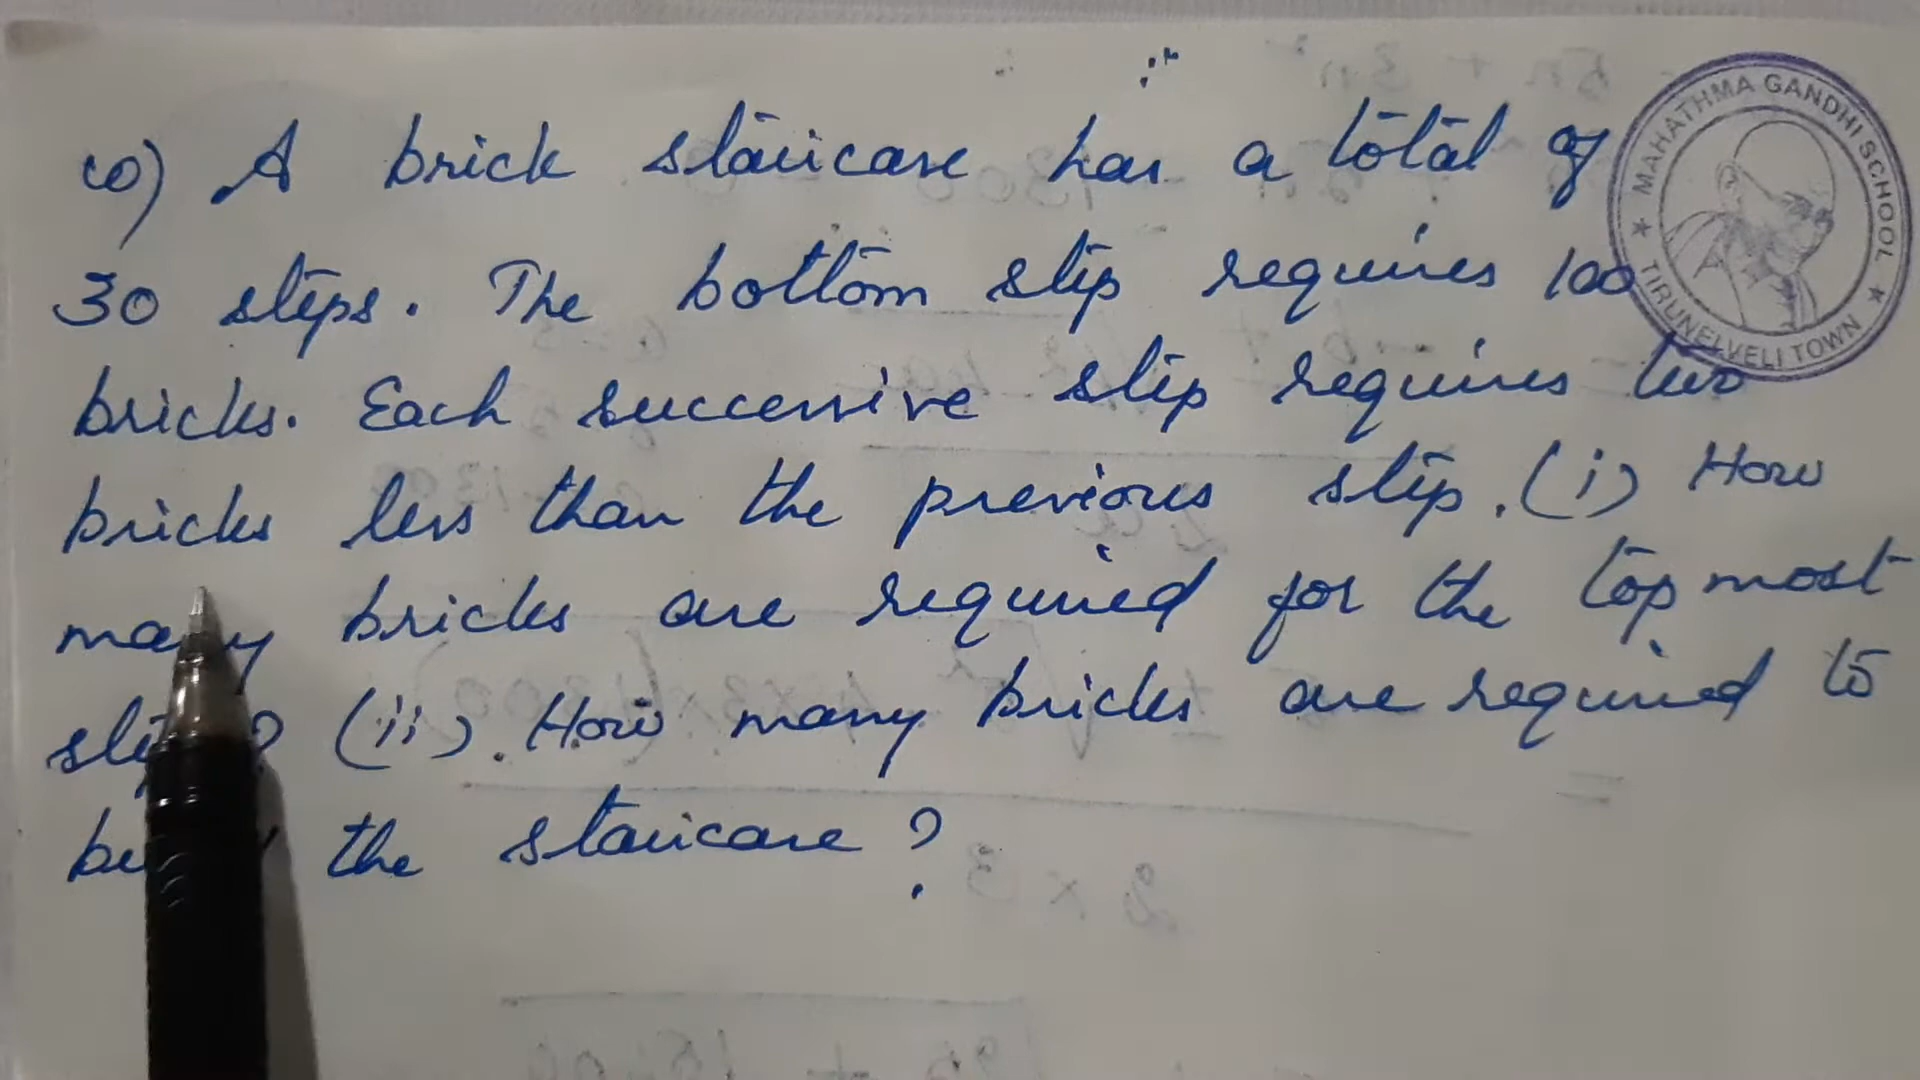 10) A brick staircase has a total of
30 steps. The bottom step requires 100
bricks. Each successive step requires two
bricks less than the previous step. (i) How
many bricks are required for the top most
step? (ii). How many bricks are required to
the staircase?
MAHATHMA GANDHI SCHOOL
TIRUNELVELI TOWN